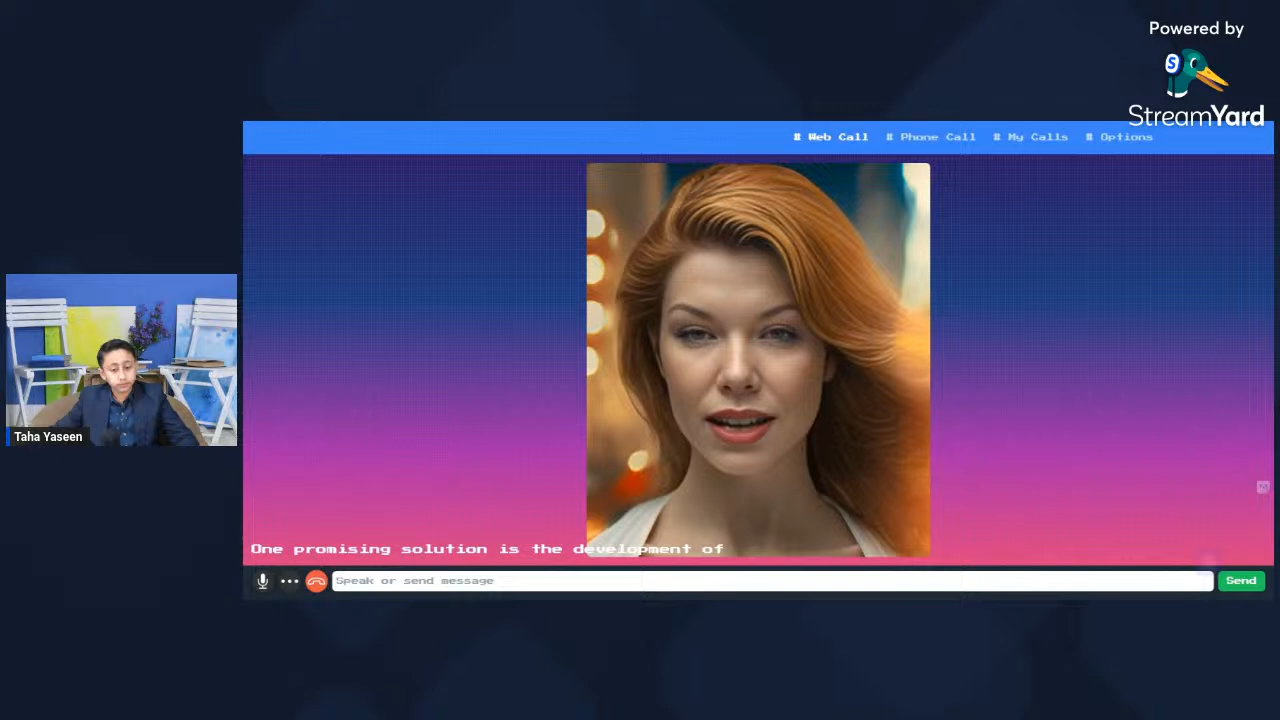 Powered by
S
StreamYard
# Web Call # Phone Call # My Calls # Options
Taha Yaseen
One promising solution is the development of
Speak or send message
Send